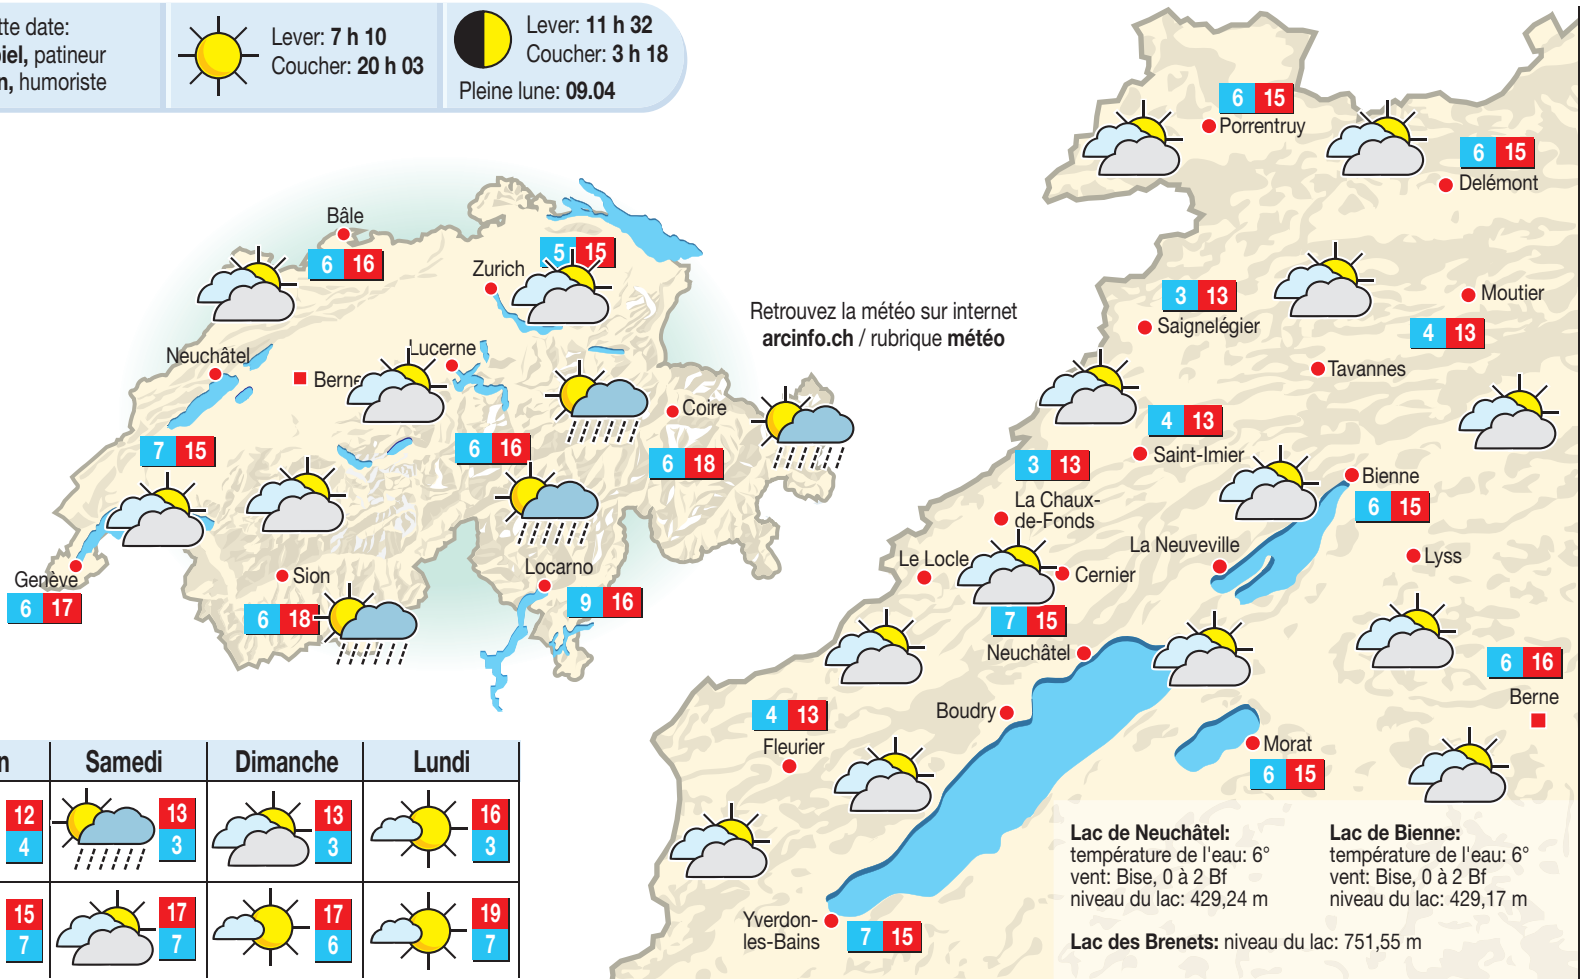 tte date:
piel, patineur
n, humoriste
Lever: 7 h 10
Coucher: 20 h 03
Lever: 11 h 32
Coucher: 3 h 18
Pleine lune: 09.04
Bâle
6 16
Zurich
5 15
Neuchâtel
Lucerne
Berne
7 15
6 16
Coire
6 18
Genève
6 17
Sion
6 18
Locarno
9 16
Retrouvez la météo sur internet
arcinfo.ch / rubrique météo
6 15
Porrentruy
6 15
Delémont
3 13
Saignelégier
Moutier
4 13
Tavannes
4 13
Saint-Imier
3 13
La Chaux-
de-Fonds
Bienne
6 15
Le Locle
Cernier
La Neuveville
Lyss
7 15
Neuchâtel
6 16
Berne
Boudry
4 13
Fleurier
Morat
6 15
Yverdon-
les-Bains
7 15
n
Samedi
Dimanche
Lundi
12
4
13
3
13
3
16
3
15
7
17
7
17
6
19
7
Lac de Neuchâtel:
température de l'eau: 6°
vent: Bise, 0 à 2 Bf
niveau du lac: 429,24 m
Lac de Bienne:
température de l'eau: 6°
vent: Bise, 0 à 2 Bf
niveau du lac: 429,17 m
Lac des Brenets: niveau du lac: 751,55 m